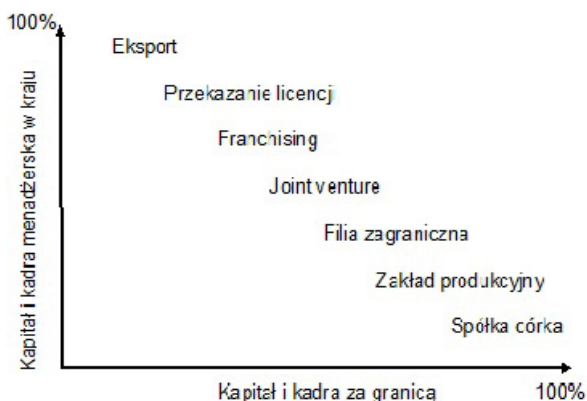 100%
Kapitał i kadra menadżerska w kraju
Eksport
Przekazanie licencji
Franchising
Joint venture
Filia zagraniczna
Zakład produkcyjny
Spółka córka
Kapitał i kadra za granicą
100%